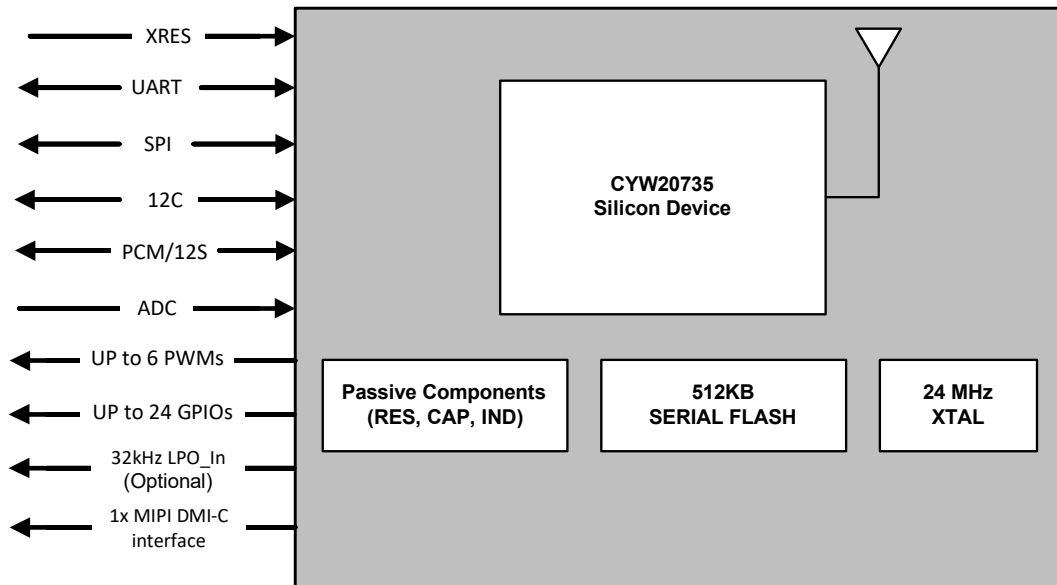 XRES
UART
SPI
12C
PCM/12S
ADC
UP to 6 PWMs
UP to 24 GPIOs
32kHz LPO_In
(Optional)
1x MIPI DMI-C
interface
CYW20735
Silicon Device
Passive Components
(RES, CAP, IND)
512KB
SERIAL FLASH
24 MHz
XTAL